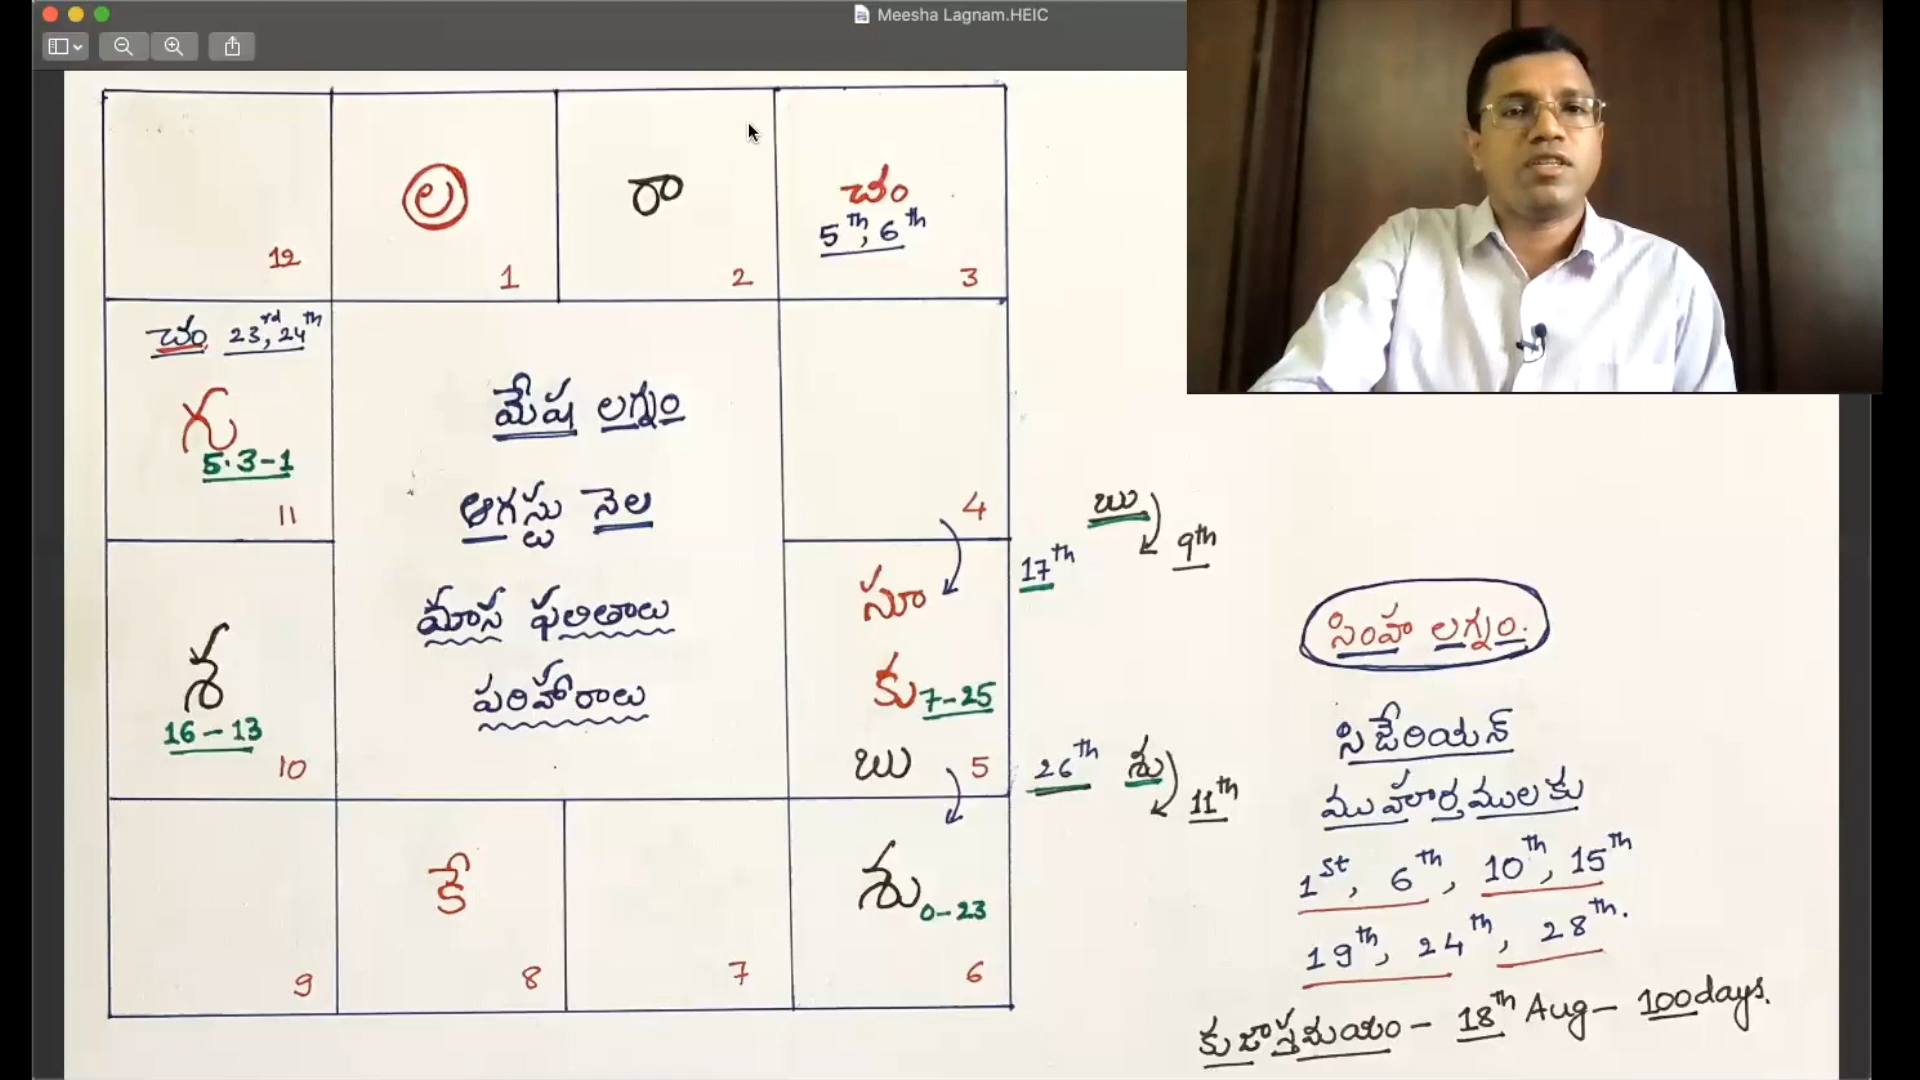 Meesha Lagnam.HEIC
ల
రా
చం
5th, 6th
12
1
2
3
చం 23rd, 24th
గు
5.3-1
11
మేష లగ్నం
ఆగస్టు నెల
మాస ఫలితాలు
పరిహారాలు
4
బు
9th
17th
సూ
కు 7-25
బు
5
శ
16-13
10
26th శు
11th
కే
శు 0-23
9
8
7
6
సింహ లగ్నం.
సిజేరియన్
ముహూర్తములకు
1st, 6th, 10th, 15th
19th, 24th, 28th.
కుజాస్తమయం - 18th Aug - 100days.